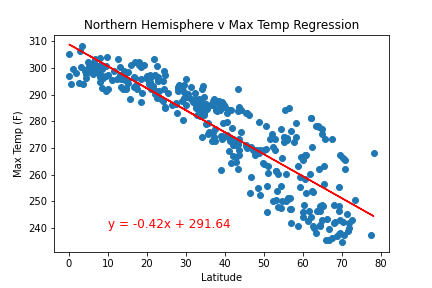 Northern Hemisphere v Max Temp Regression
310
300
290
280
270
260
250
240
Max Temp (F)
y = -0.42x + 291.64
0 10 20 30 40 50 60 70 80
Latitude